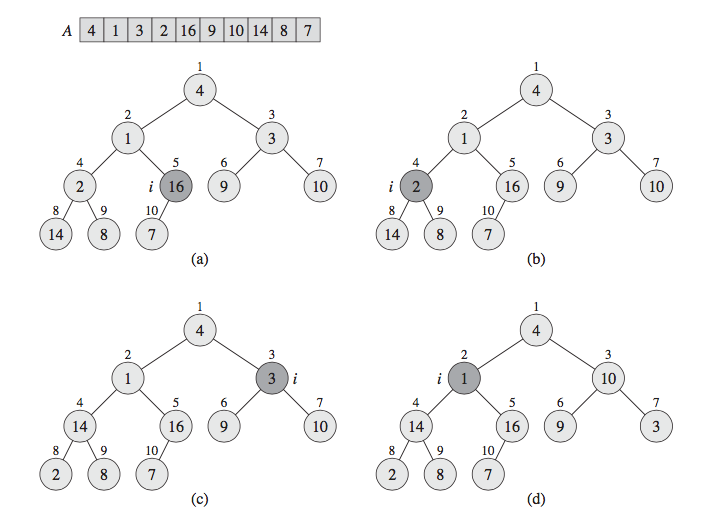 A 4 1 3 2 16 9 10 14 8 7
1 1
4 4
2 3 2 3
1 3 1 3
4 5 6 7 4 5 6 7
2 i 16 9 10 i 2 16 9 10
8 9 10 8 9 10
14 8 7 14 8 7
(a) (b)
1 1
4 4
2 3 2 3
1 3 i i 1 10
4 5 6 7 4 5 6 7
14 16 9 10 14 16 9 3
8 9 10 8 9 10
2 8 7 2 8 7
(c) (d)